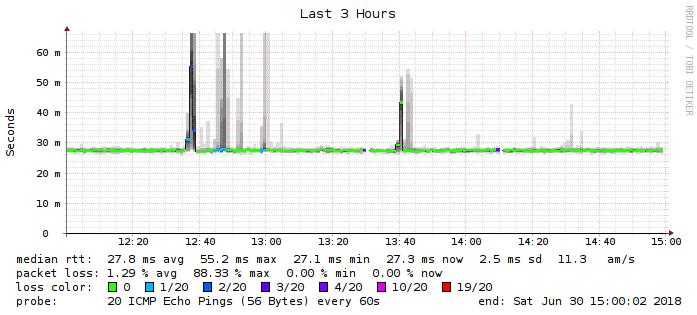 Last 3 Hours
RRDTOOL / TOBI OETIKER
Seconds
60 m
50 m
40 m
30 m
20 m
10 m
0
12:20 12:40 13:00 13:20 13:40 14:00 14:20 14:40 15:00
median rtt: 27.8 ms avg 55.2 ms max 27.1 ms min 27.3 ms now 2.5 ms sd 11.3 am/s
packet loss: 1.29 % avg 88.33 % max 0.00 % min 0.00 % now
loss color: 0 1/20 2/20 3/20 4/20 10/20 19/20
probe: 20 ICMP Echo Pings (56 Bytes) every 60s end: Sat Jun 30 15:00:02 2018